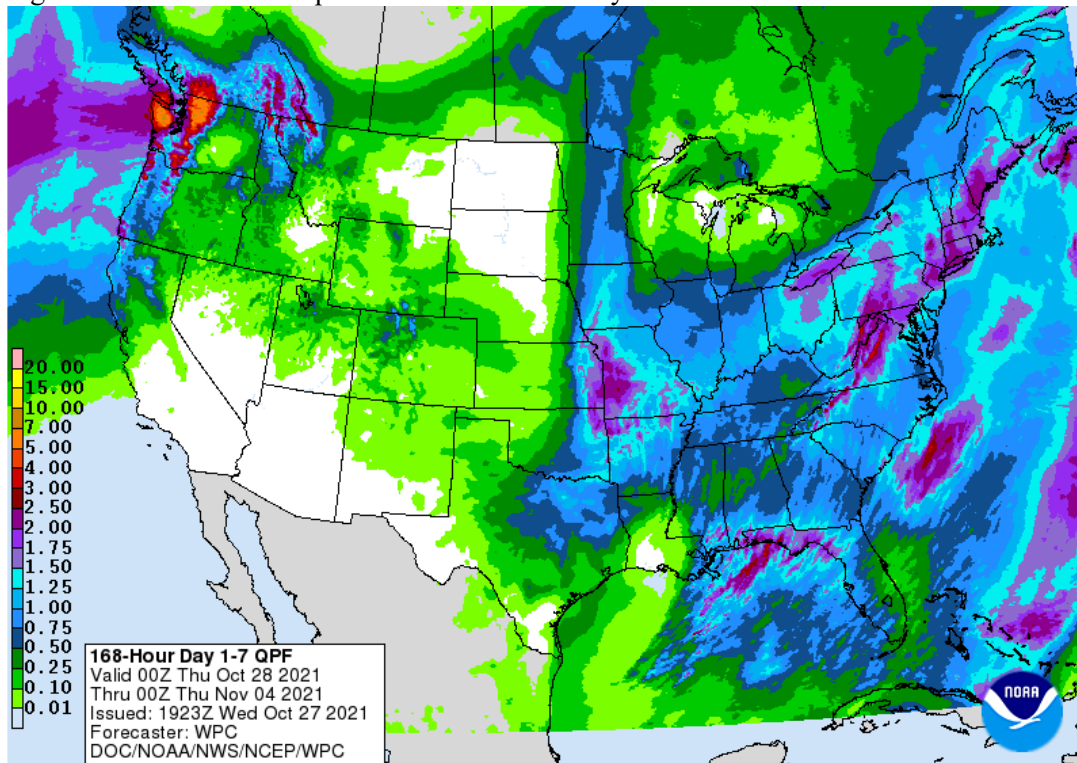 20.00
15.00
10.00
7.00
5.00
4.00
3.00
2.50
2.00
1.75
1.50
1.25
1.00
0.75
0.50
0.25
0.10
0.01
168-Hour Day 1-7 QPF
Valid 00Z Thu Oct 28 2021
Thru 00Z Thu Nov 04 2021
Issued: 1923Z Wed Oct 27 2021
Forecaster: WPC
DOC/NOAA/NWS/NCEP/WPC
NOAA